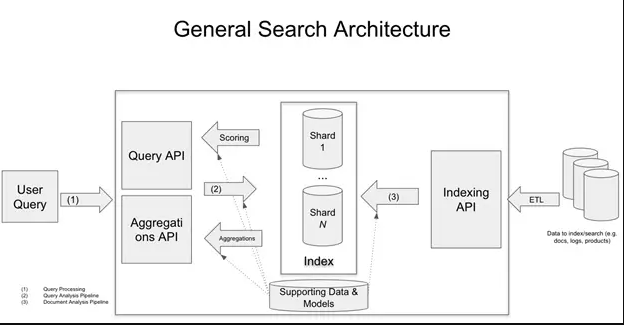 General Search Architecture
User
Query
(1)
Query API
Aggregati
ons API
Scoring
(2)
Aggregations
Shard
1
...
Shard
N
Index
(3)
Indexing
API
ETL
Data to index/search (e.g.
docs, logs, products)
Supporting Data &
Models
(1) Query Processing
(2) Query Analysis Pipeline
(3) Document Analysis Pipeline